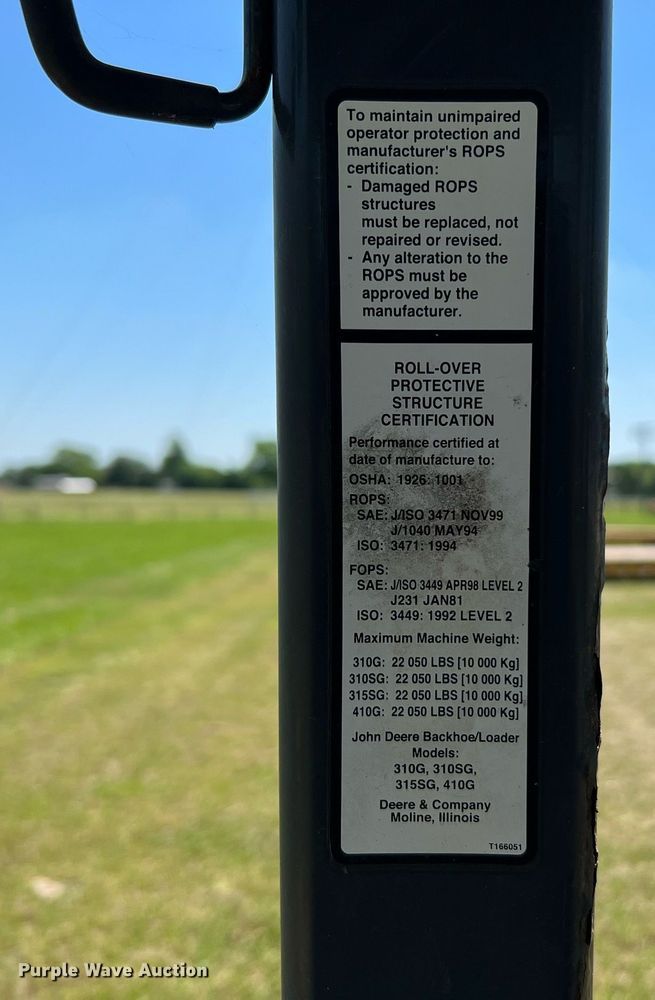 To maintain unimpaired
operator protection and
manufacturer's ROPS
certification:
- Damaged ROPS
structures
must be replaced, not
repaired or revised.
- Any alteration to the
ROPS must be
approved by the
manufacturer.
ROLL-OVER
PROTECTIVE
STRUCTURE
CERTIFICATION
Performance certified at
date of manufacture to:
OSHA: 1926: 1001
ROPS:
SAE: J/ISO 3471 NOV99
J/1040 MAY94
ISO: 3471: 1994
FOPS:
SAE: J/ISO 3449 APR98 LEVEL 2
J231 JAN81
ISO: 3449: 1992 LEVEL 2
Maximum Machine Weight:
310G: 22 050 LBS [10 000 Kg]
310SG: 22 050 LBS [10 000 Kg]
315SG: 22 050 LBS [10 000 Kg]
410G: 22 050 LBS [10 000 Kg]
John Deere Backhoe/Loader
Models:
310G, 310SG,
315SG, 410G
Deere & Company
Moline, Illinois
T166051
Purple Wave Auction